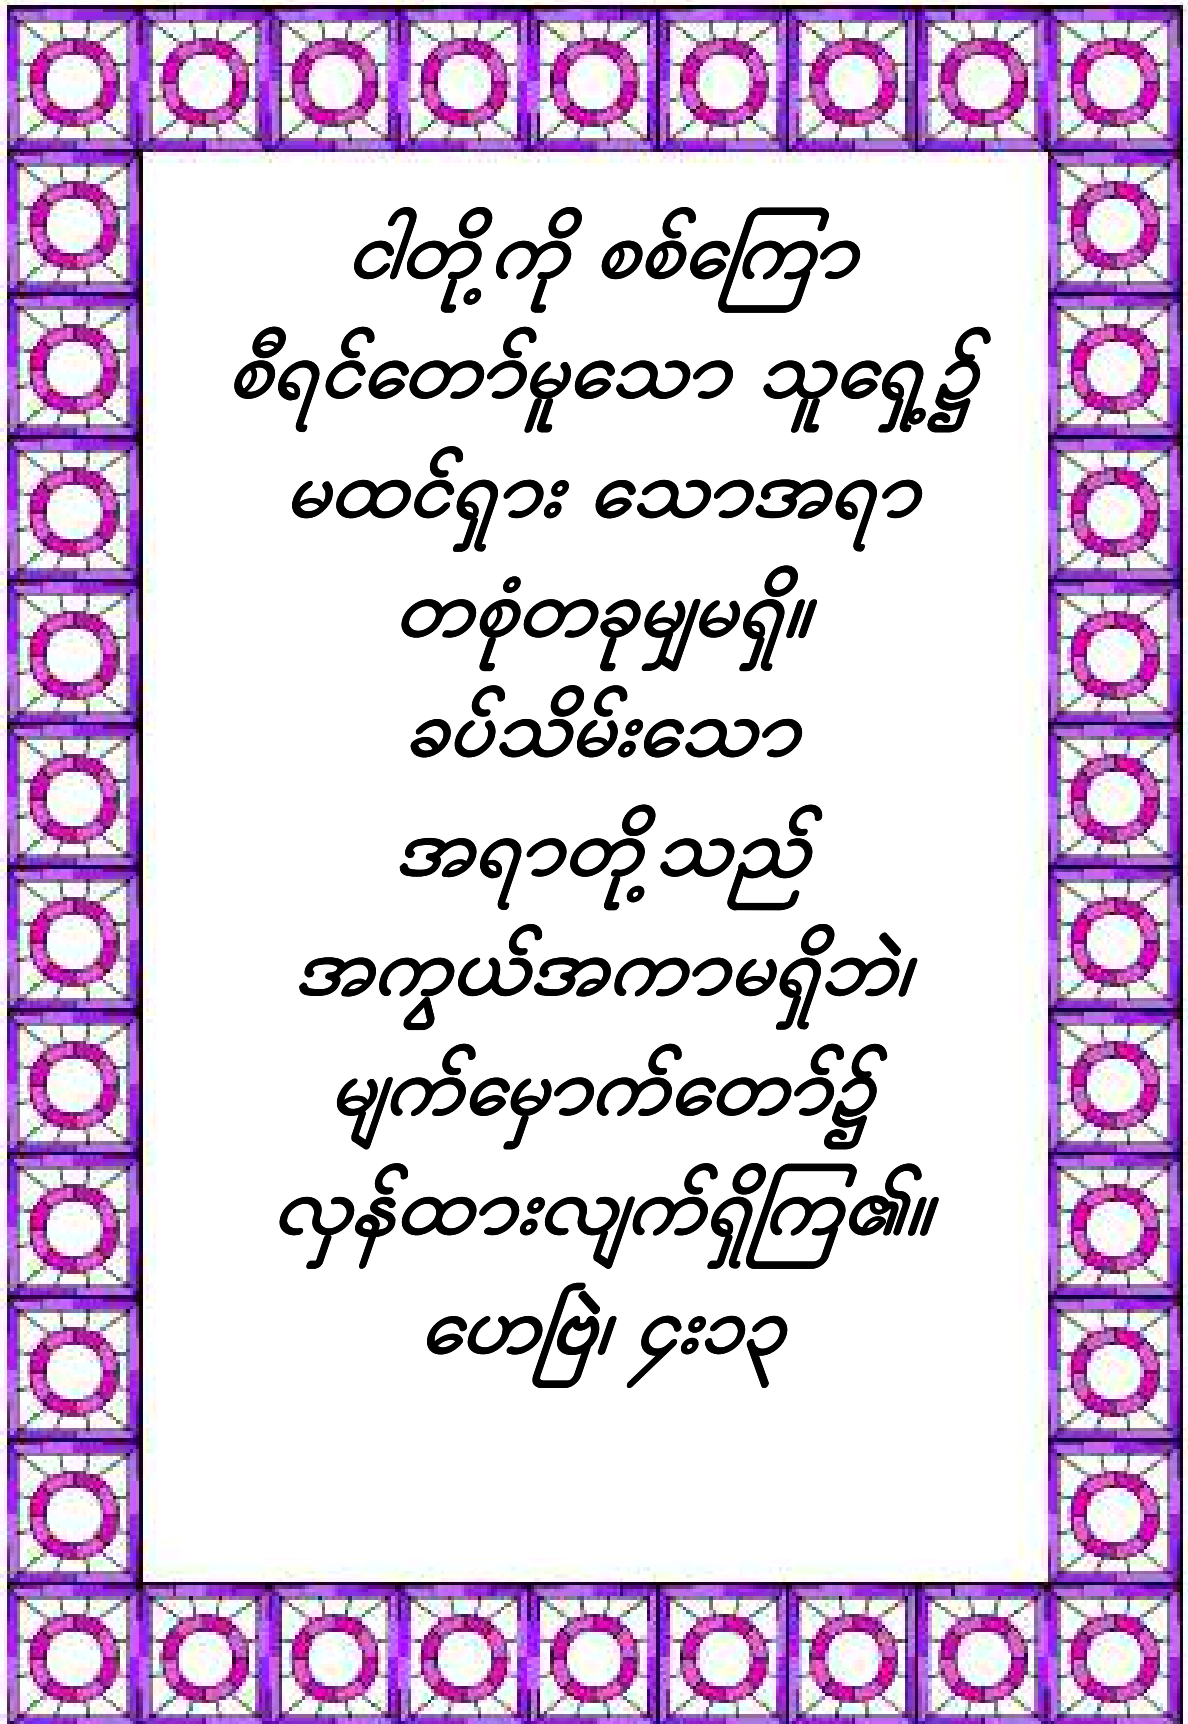 ငါတို့ကို စစ်ကြော
စီရင်တော်မူသော သူရှေ့၌
မထင်ရှား သောအရာ
တစုံတခုမျှမရှိ။
ခပ်သိမ်းသော
အရာတို့သည်
အကွယ်အကာမရှိဘဲ၊
မျက်မှောက်တော်၌
လှန်ထားလျက်ရှိကြ၏။
ဟေဗြဲ၊ ၄း၁၃